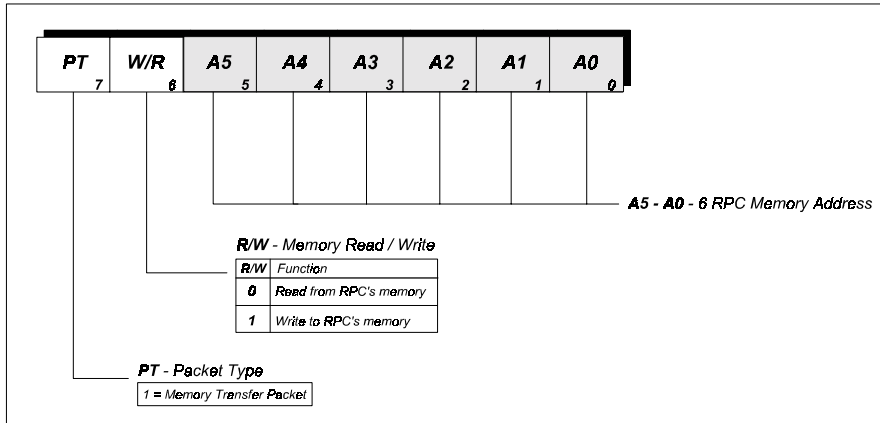 PT W/R A5 A4 A3 A2 A1 A0
7 6 5 4 3 2 1 0
A5 - A0 - 6 RPC Memory Address
R/W - Memory Read / Write
R/W Function
0 Read from RPC's memory
1 Write to RPC's memory
PT - Packet Type
1 = Memory Transfer Packet